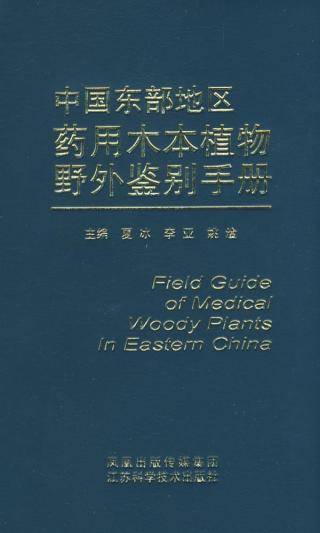 中国东部地区
药用木本植物
野外鉴别手册
主编 夏冰 李亚 姚淦
Field Guide
of Medical
Woody Plants
in Eastern China
凤凰出版传媒集团
江苏科学技术出版社